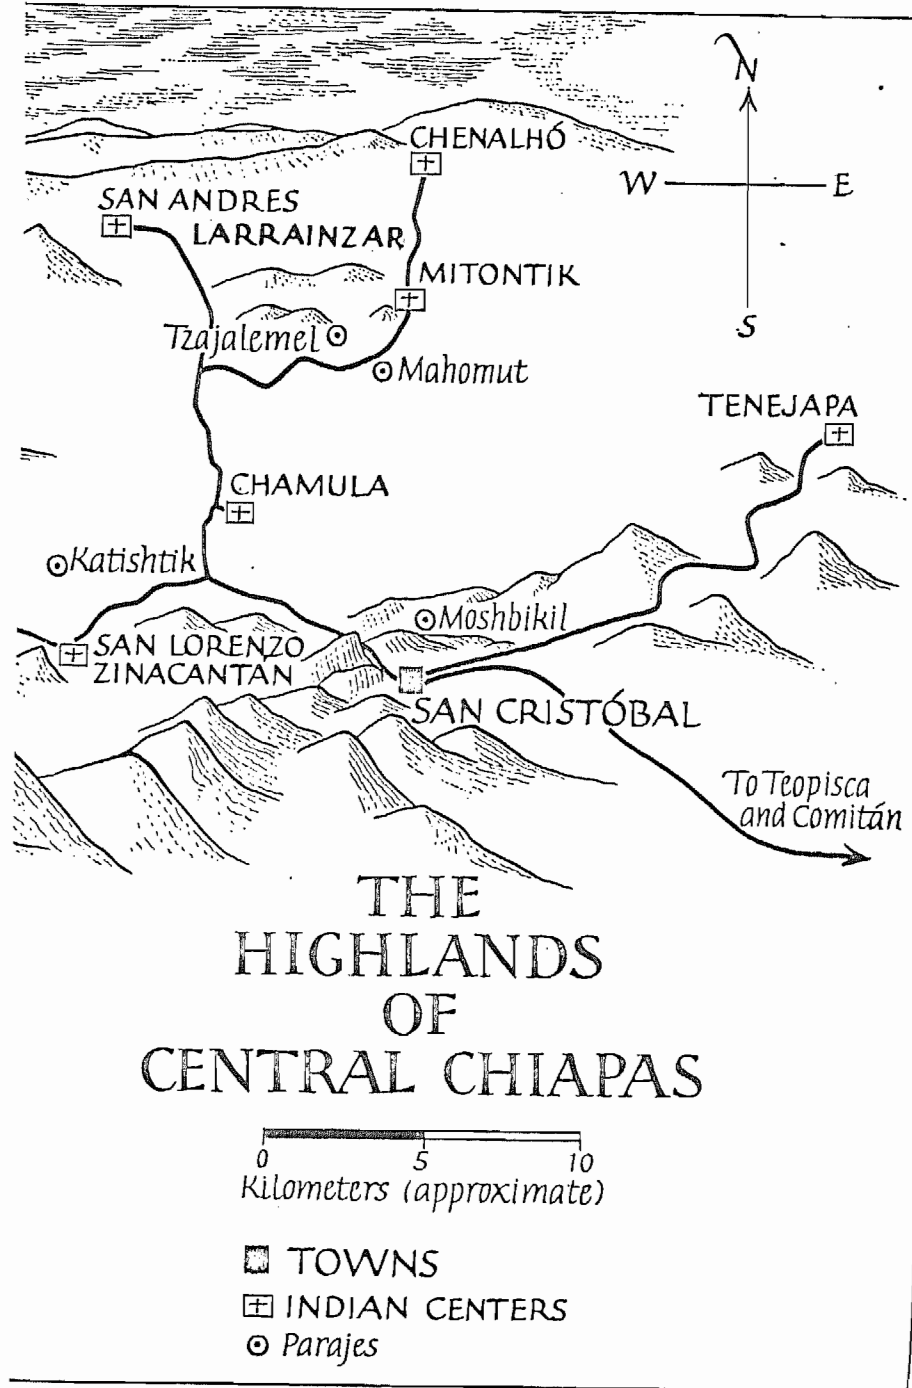 N
W E
S
CHENALHÓ
SAN ANDRES
LARRAINZAR
MITONTIK
Tzajalemel
Mahomut
TENEJAPA
CHAMULA
Katishtik
Moshbikil
SAN LORENZO
ZINACANTAN
SAN CRISTÓBAL
To Teopisca
and Comitán
THE
HIGHLANDS
OF
CENTRAL CHIAPAS
0 5 10
Kilometers (approximate)
TOWNS
INDIAN CENTERS
Parajes